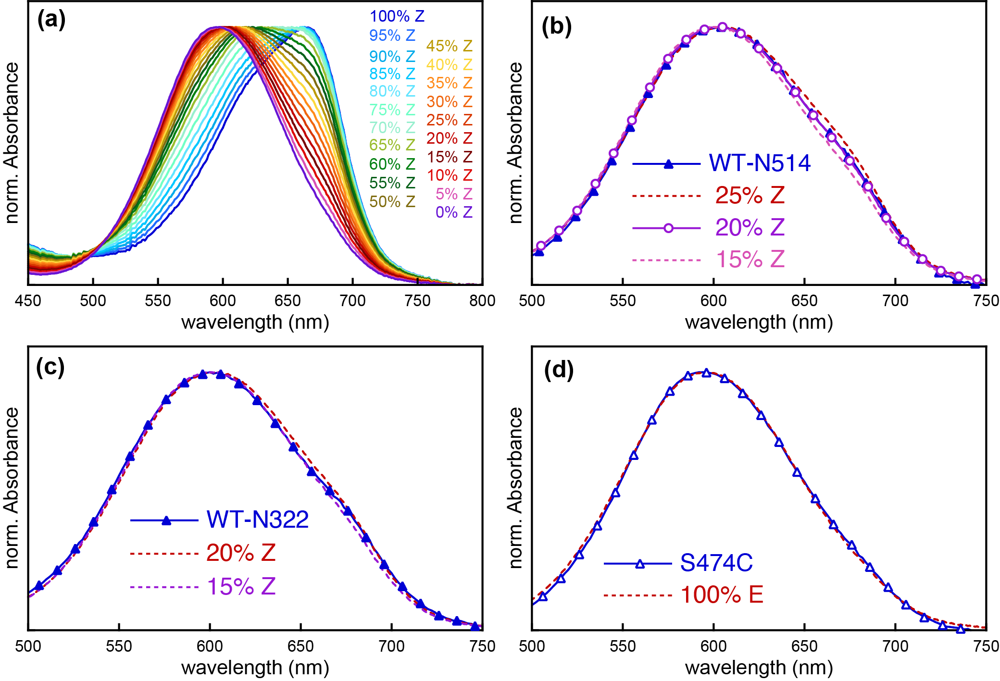 (a)
100% Z
95% Z
90% Z
85% Z
80% Z
75% Z
70% Z
65% Z
60% Z
55% Z
50% Z
45% Z
40% Z
35% Z
30% Z
25% Z
20% Z
15% Z
10% Z
5% Z
0% Z
norm. Absorbance
450 500 550 600 650 700 750 800
wavelength (nm)
(b)
WT-N514
25% Z
20% Z
15% Z
norm. Absorbance
500 550 600 650 700 750
wavelength (nm)
(c)
WT-N322
20% Z
15% Z
norm. Absorbance
500 550 600 650 700 750
wavelength (nm)
(d)
S474C
100% E
norm. Absorbance
500 550 600 650 700 750
wavelength (nm)